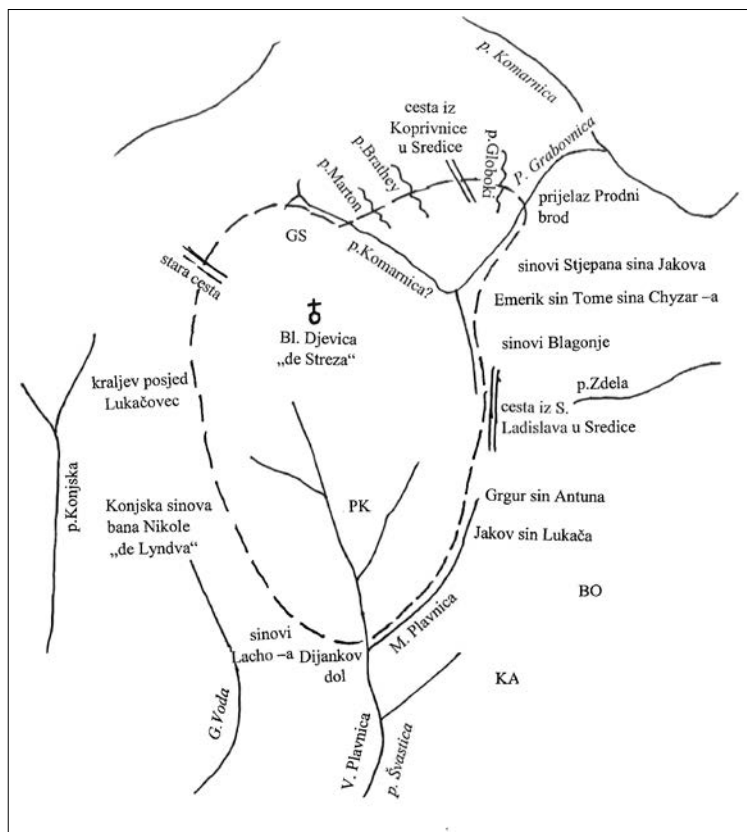 p. Komarnica
cesta iz
Koprivnice
u Sredice
p.Globoki
P. Grabovnica
p.Brathey
p.Marton
prijelaz Prodni
brod
GS
p.Komarnica?
stara cesta
sinovi Stjepana sina Jakova
Emerik sin Tome sina Chyzar –a
sinovi Blagonje
Bl. Djevica
„de Streza“
kraljev posjed
Lukačovec
p.Zdela
cesta iz S.
Ladislava u Sredice
p.Konjska
Konjska sinova
bana Nikole
„de Lyndva“
PK
Grgur sin Antuna
Jakov sin Lukača
BO
M. Plavnica
sinovi
Lacho –a
Dijankov
dol
KA
G.Voda
V. Plavnica
p. Švastica